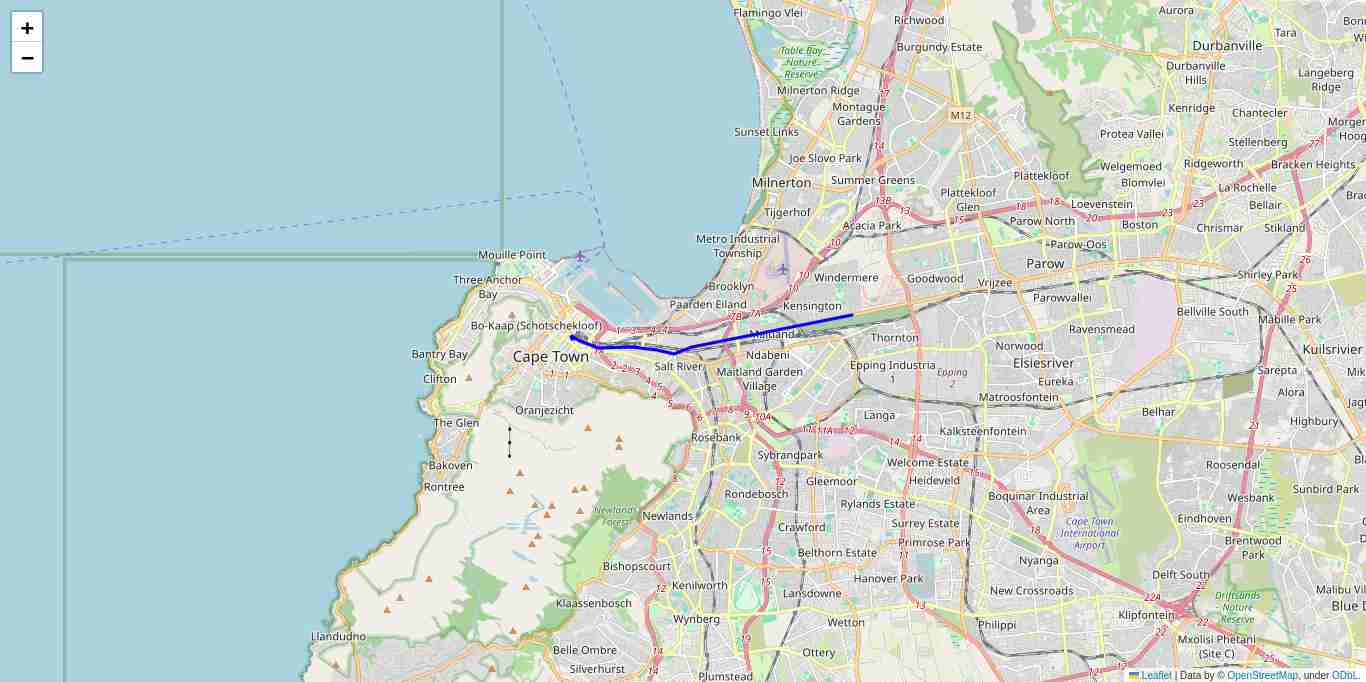 +
−
Flamingo Vlei
Richwood
Aurora
Tara
Durbanville
Burgundy Estate
Table Bay
Nature
Reserve
Durbanville
Hills
Langeberg
Ridge
Milnerton Ridge
Montague
Gardens
M12
Kenridge
Chantecler
Sunset Links
Protea Vallei
Stellenberg
Joe Slovo Park
Welgemoed
Ridgeworth
Bracken Heights
Milnerton
Summer Greens
Plattekloof
Blomvlei
La Rochelle
Plattekloof
Glen
Loevenstein
Bellair
Tijgerhof
Acacia Park
Parow North
Boston
Chrismar
Stikland
Metro Industrial
Township
Parow-Oos
Mouille Point
Parow
Three Anchor
Bay
Windermere
Goodwood
Vrijzee
Shirley Park
Brooklyn
Paarden Eiland
Kensington
Parowvallei
Bellville South
Mabille Park
Bo-Kaap (Schotschekloof)
Maitland
Thornton
Ravensmead
Norwood
Kuilsrivier
Cape Town
Bantry Bay
Salt River
Ndabeni
Maitland Garden
Village
Epping Industria
1
Epping
2
Elsiesriver
Sarepta
Clifton
Eureka
Matroosfontein
Alora
Oranjezicht
Langa
Belhar
Highbury
The Glen
Rosebank
Kalksteenfontein
Sybrandpark
Bakoven
Rontree
Gleemoor
Welcome Estate
Heideveld
Roosendal
Rondebosch
Rylands Estate
Boquinar Industrial
Area
Wesbank
Sunbird Park
Newlands
Forest
Newlands
Crawford
Surrey Estate
Cape Town
International
Airport
Eindhoven
Primrose Park
Brentwood
Park
Belthorn Estate
Nyanga
Bishopscourt
Hanover Park
Delft South
Kenilworth
Lansdowne
New Crossroads
Driftsands
Nature
Reserve
Klaassenbosch
Wynberg
Wetton
Philippi
Klipfontein
Llandudno
Mxolisi Phetani
(Site C)
Belle Ombre
Ottery
Silverhurst
Plumstead
Leaflet | Data by © OpenStreetMap, under ODbL.